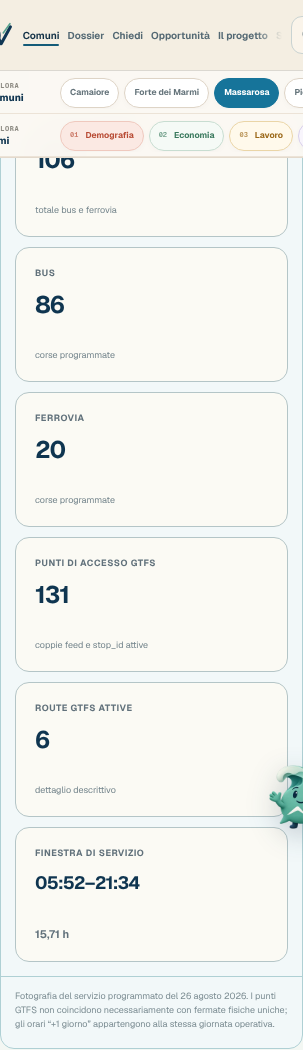 Comuni Dossier Chiedi Opportunità Il progetto
LORA
muni
Camaiore Forte dei Marmi Massarosa Pi
LORA
mi
01 Demografia 02 Economia 03 Lavoro
106
totale bus e ferrovia
BUS
86
corse programmate
FERROVIA
20
corse programmate
PUNTI DI ACCESSO GTFS
131
coppie feed e stop_id attive
ROUTE GTFS ATTIVE
6
dettaglio descrittivo
FINESTRA DI SERVIZIO
05:52–21:34
15,71 h
Fotografia del servizio programmato del 26 agosto 2026. I punti
GTFS non coincidono necessariamente con fermate fisiche uniche;
gli orari “+1 giorno” appartengono alla stessa giornata operativa.